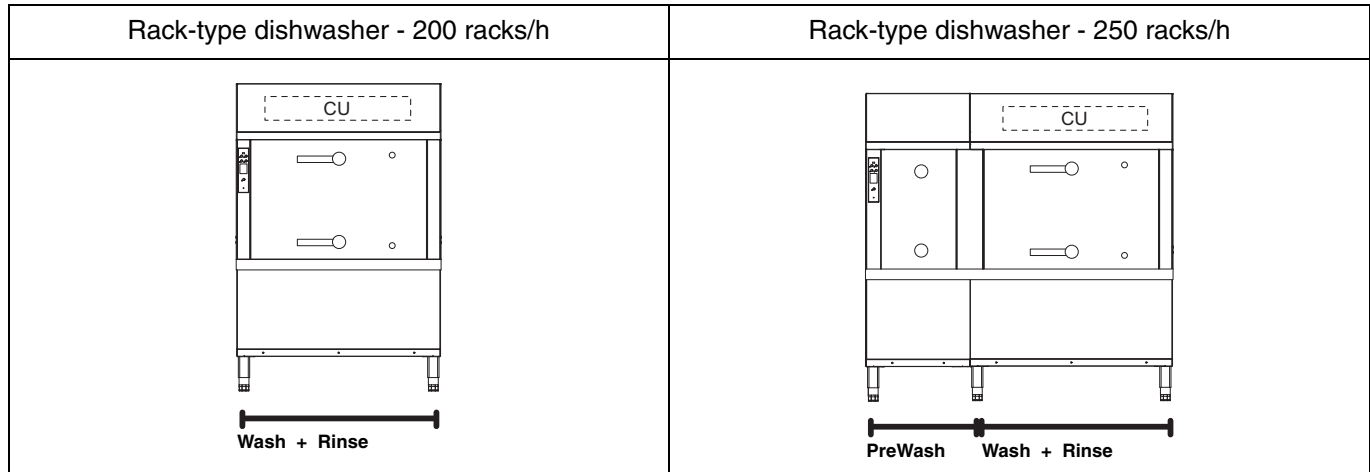 Rack-type dishwasher - 200 racks/h
Rack-type dishwasher - 250 racks/h
CU
CU
Wash + Rinse
PreWash Wash + Rinse